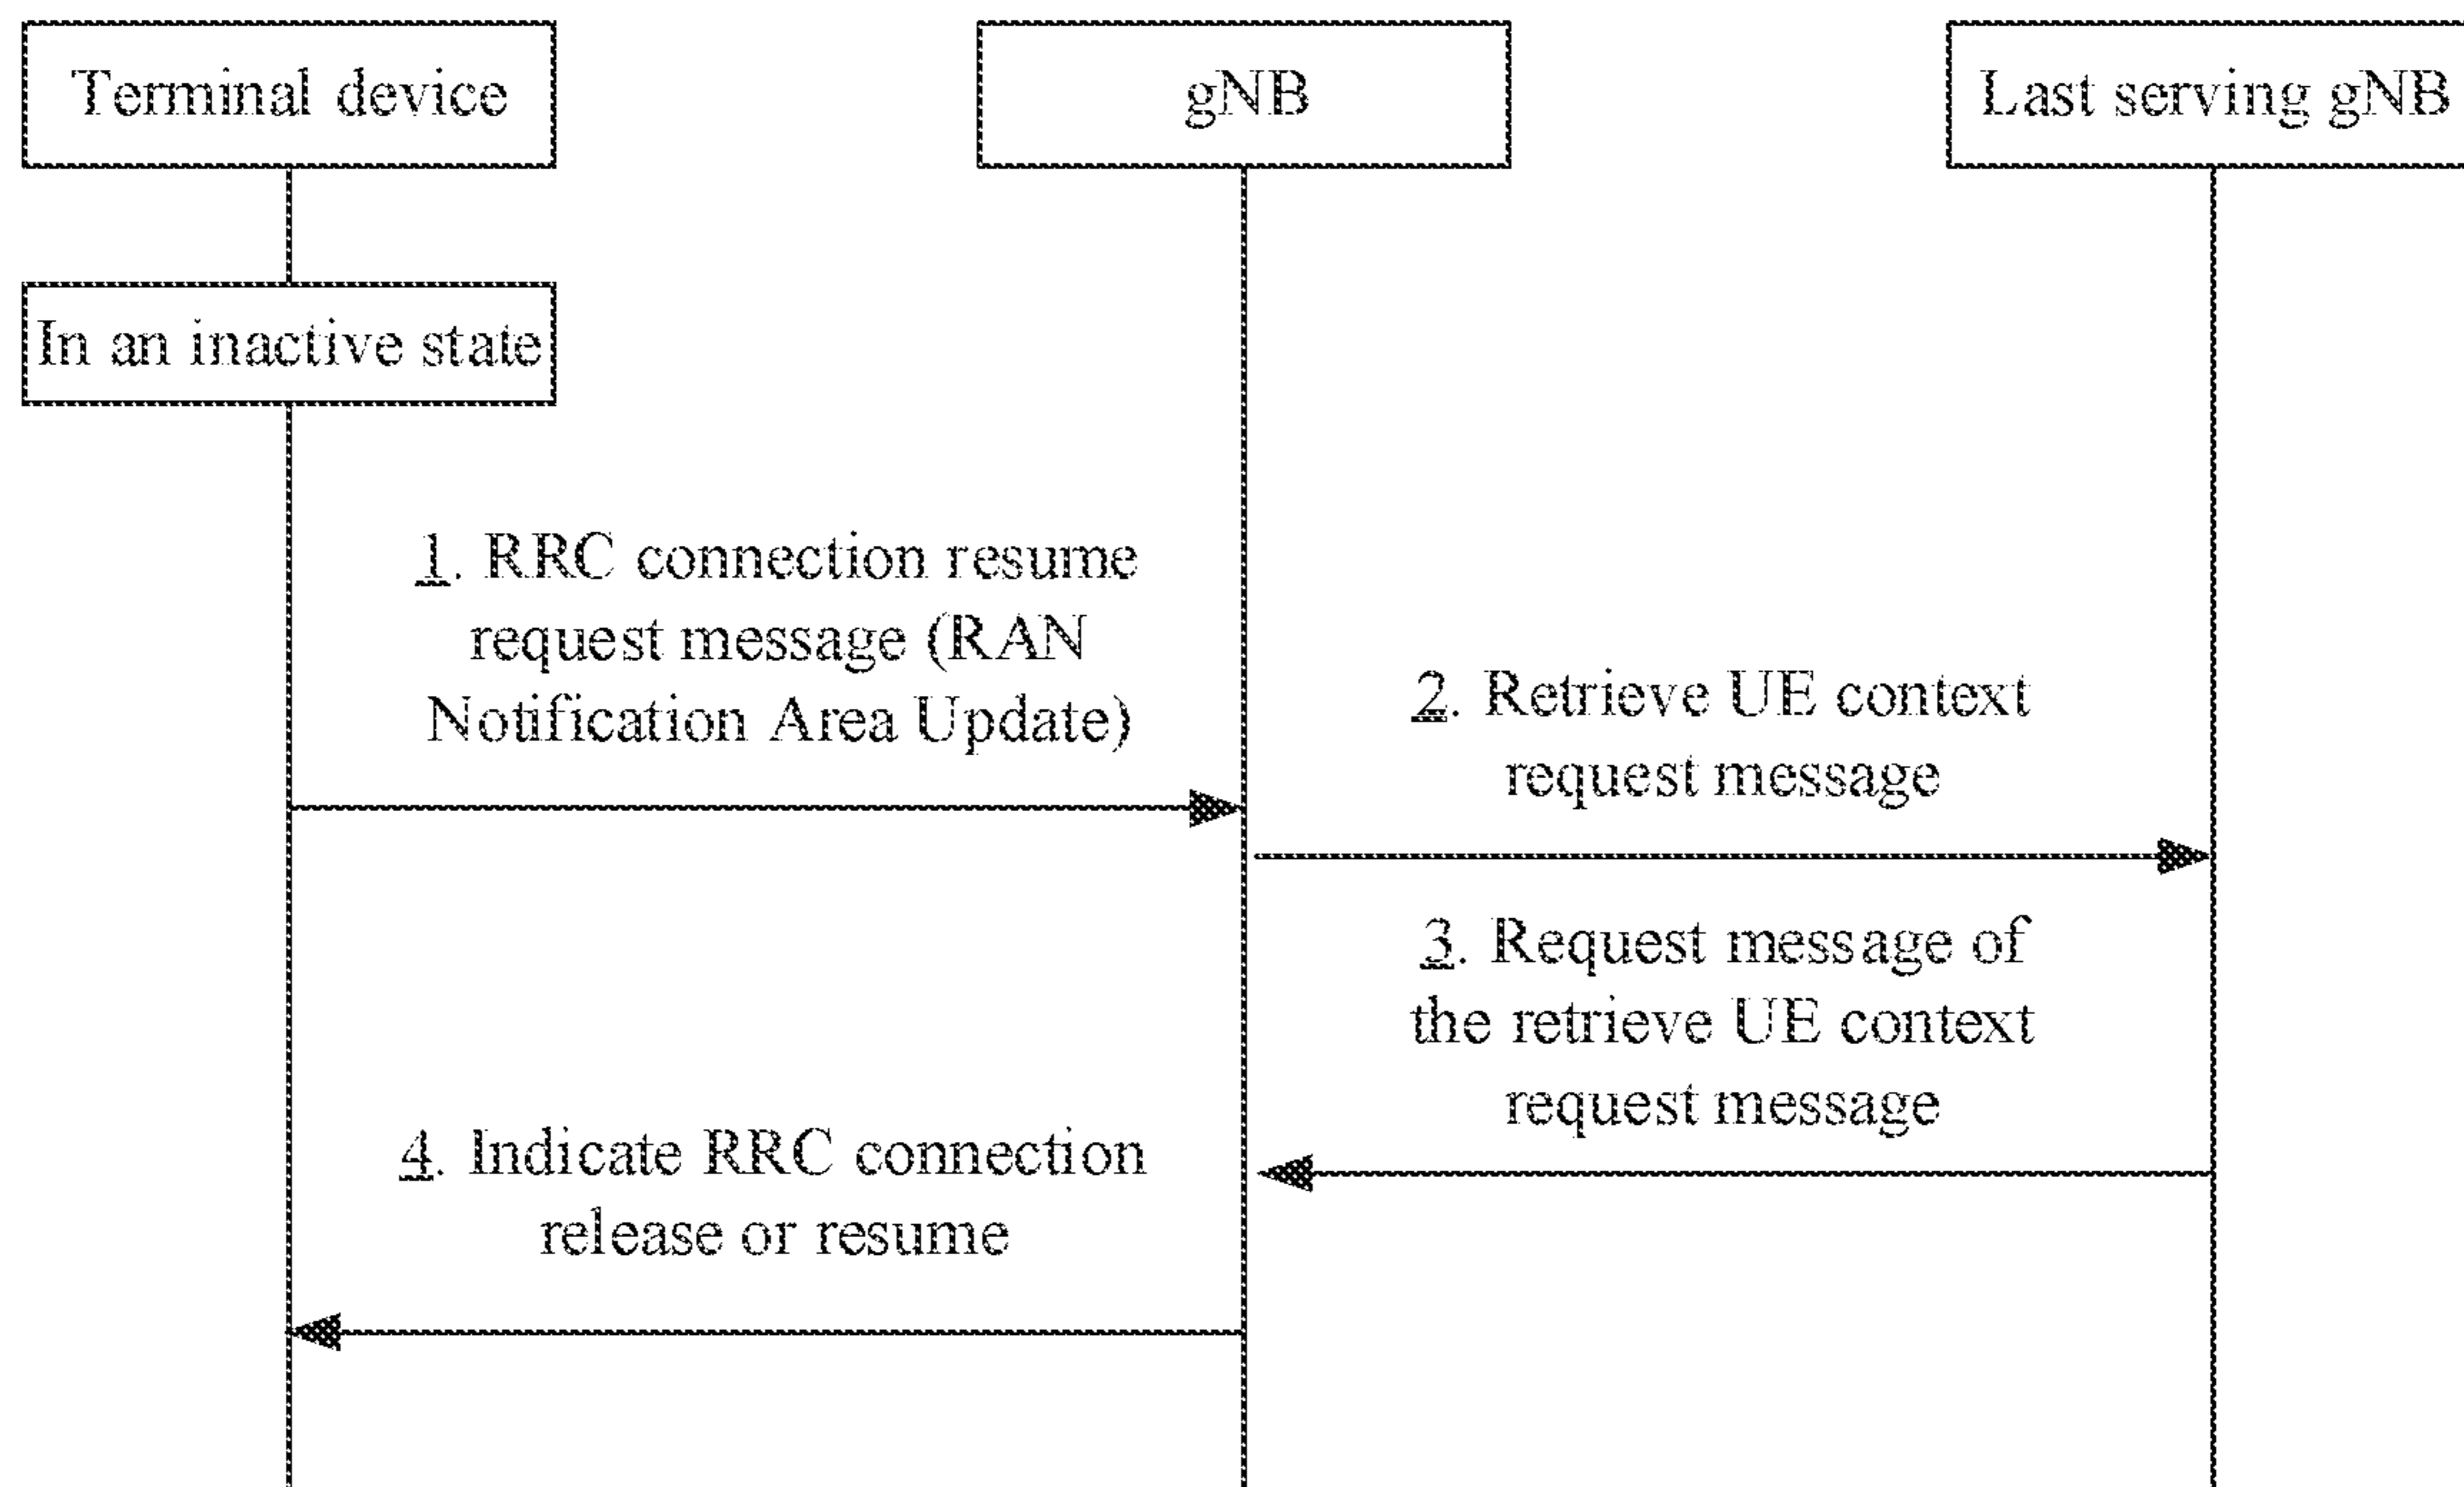 Terminal device
gNB
Last serving gNB
In an inactive state
1. RRC connection resume
request message (RAN
Notification Area Update)
2. Retrieve UE context
request message
3. Request message of
the retrieve UE context
request message
4. Indicate RRC connection
release or resume